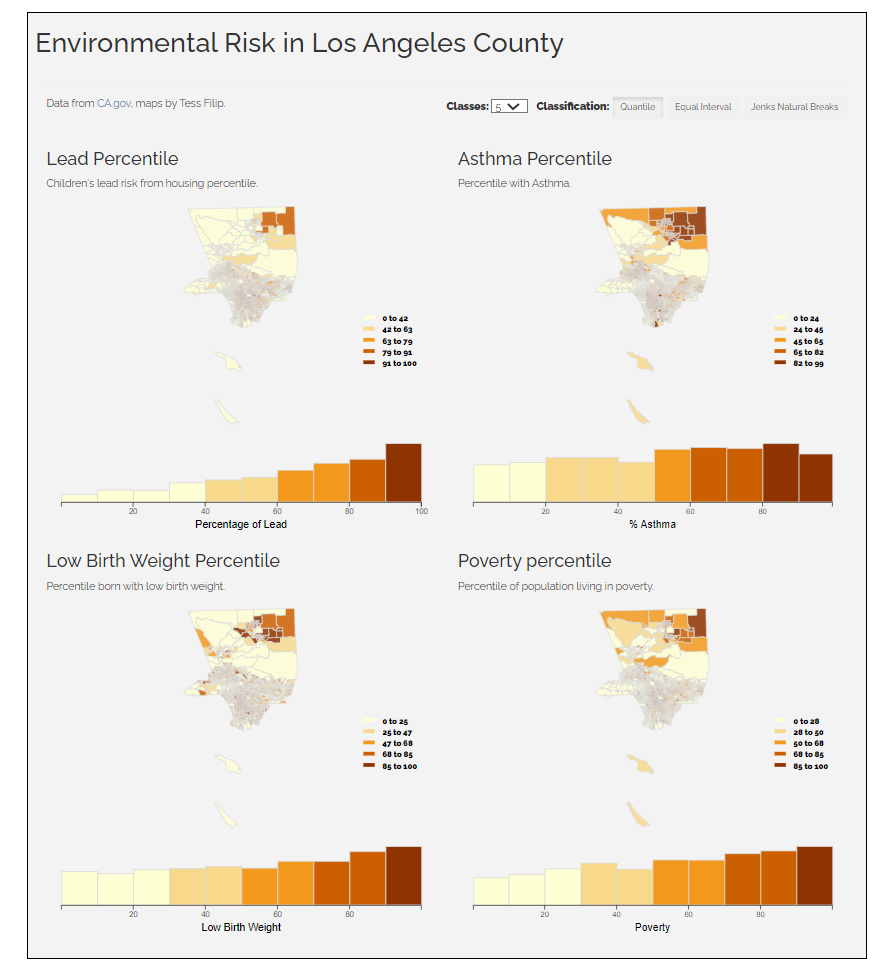 Environmental Risk in Los Angeles County
Data from CA.gov, maps by Tess Filip.
Classes: 5 Classification: Quantile Equal Interval Jenks Natural Breaks
Lead Percentile
Children's lead risk from housing percentile.
0 to 42
42 to 63
63 to 79
79 to 91
91 to 100
20 40 60 80 100
Percentage of Lead
Asthma Percentile
Percentile with Asthma.
0 to 24
24 to 45
45 to 65
65 to 82
82 to 99
20 40 60 80
% Asthma
Low Birth Weight Percentile
Percentile born with low birth weight.
0 to 25
25 to 47
47 to 68
68 to 85
85 to 100
20 40 60 80
Low Birth Weight
Poverty percentile
Percentile of population living in poverty.
0 to 28
28 to 50
50 to 68
68 to 85
85 to 100
20 40 60 80
Poverty